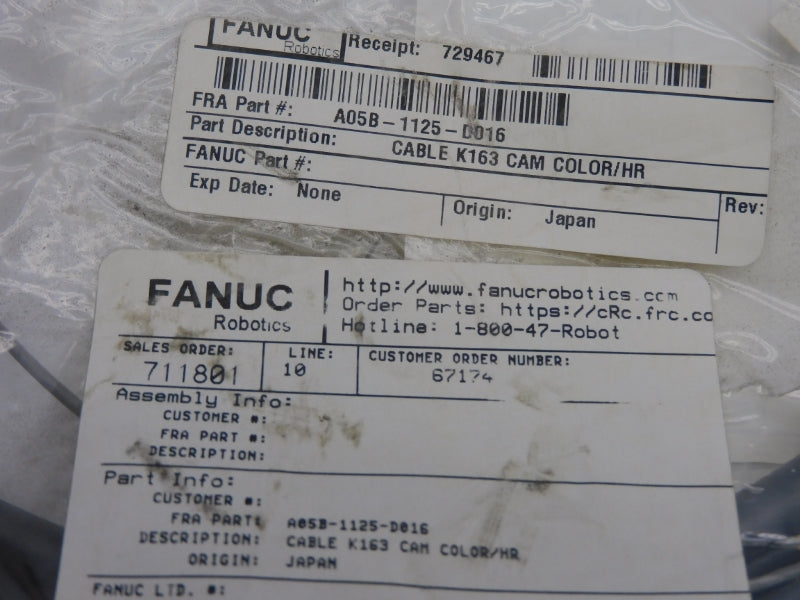 FANUC
Robotics
Receipt: 729467
FRA Part #: A05B-1125-D016
Part Description: CABLE K163 CAM COLOR/HR
FANUC Part #:
Exp Date: None
Origin: Japan
Rev:
FANUC
Robotics
http://www.fanucrobotics.com
Order Parts: https://cRc.frc.co
Hotline: 1-800-47-Robot
SALES ORDER: LINE: CUSTOMER ORDER NUMBER:
711801 10 67174
Assembly Info:
CUSTOMER #:
FRA PART #:
DESCRIPTION:
Part Info:
CUSTOMER #:
FRA PART: A05B-1125-D016
DESCRIPTION: CABLE K163 CAM COLOR/HR
ORIGIN: JAPAN
FANUC LTD. #: